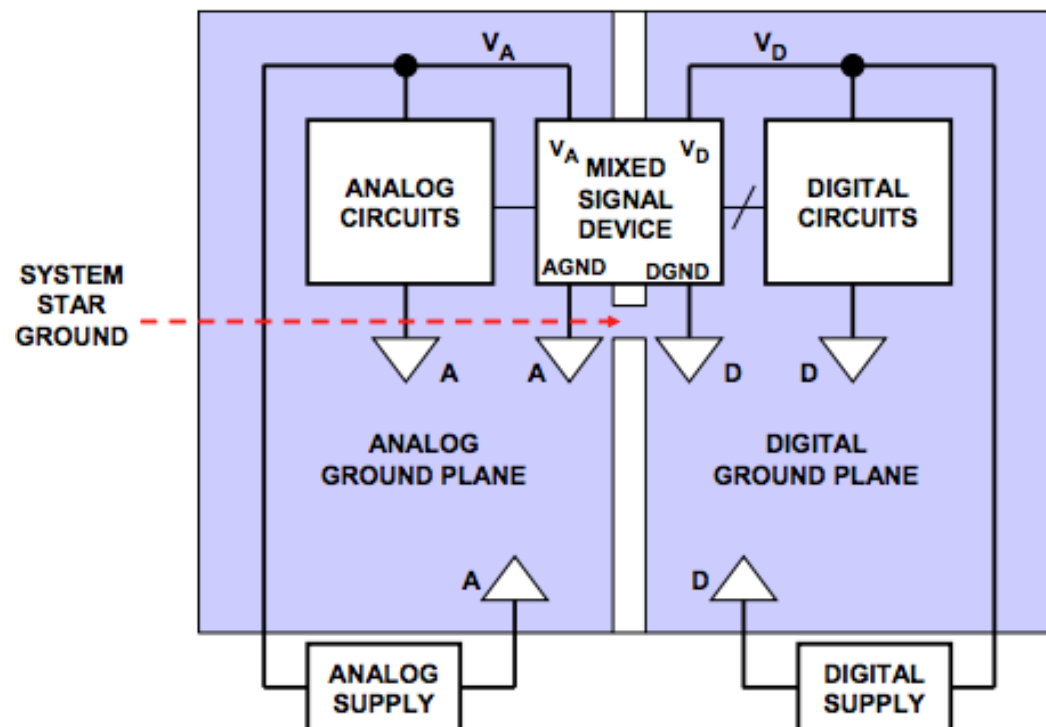 VA
VD
VA
VD
MIXED
SIGNAL
DEVICE
AGND
DGND
ANALOG
CIRCUITS
DIGITAL
CIRCUITS
SYSTEM
STAR
GROUND
A
A
D
D
ANALOG
GROUND PLANE
DIGITAL
GROUND PLANE
A
D
ANALOG
SUPPLY
DIGITAL
SUPPLY